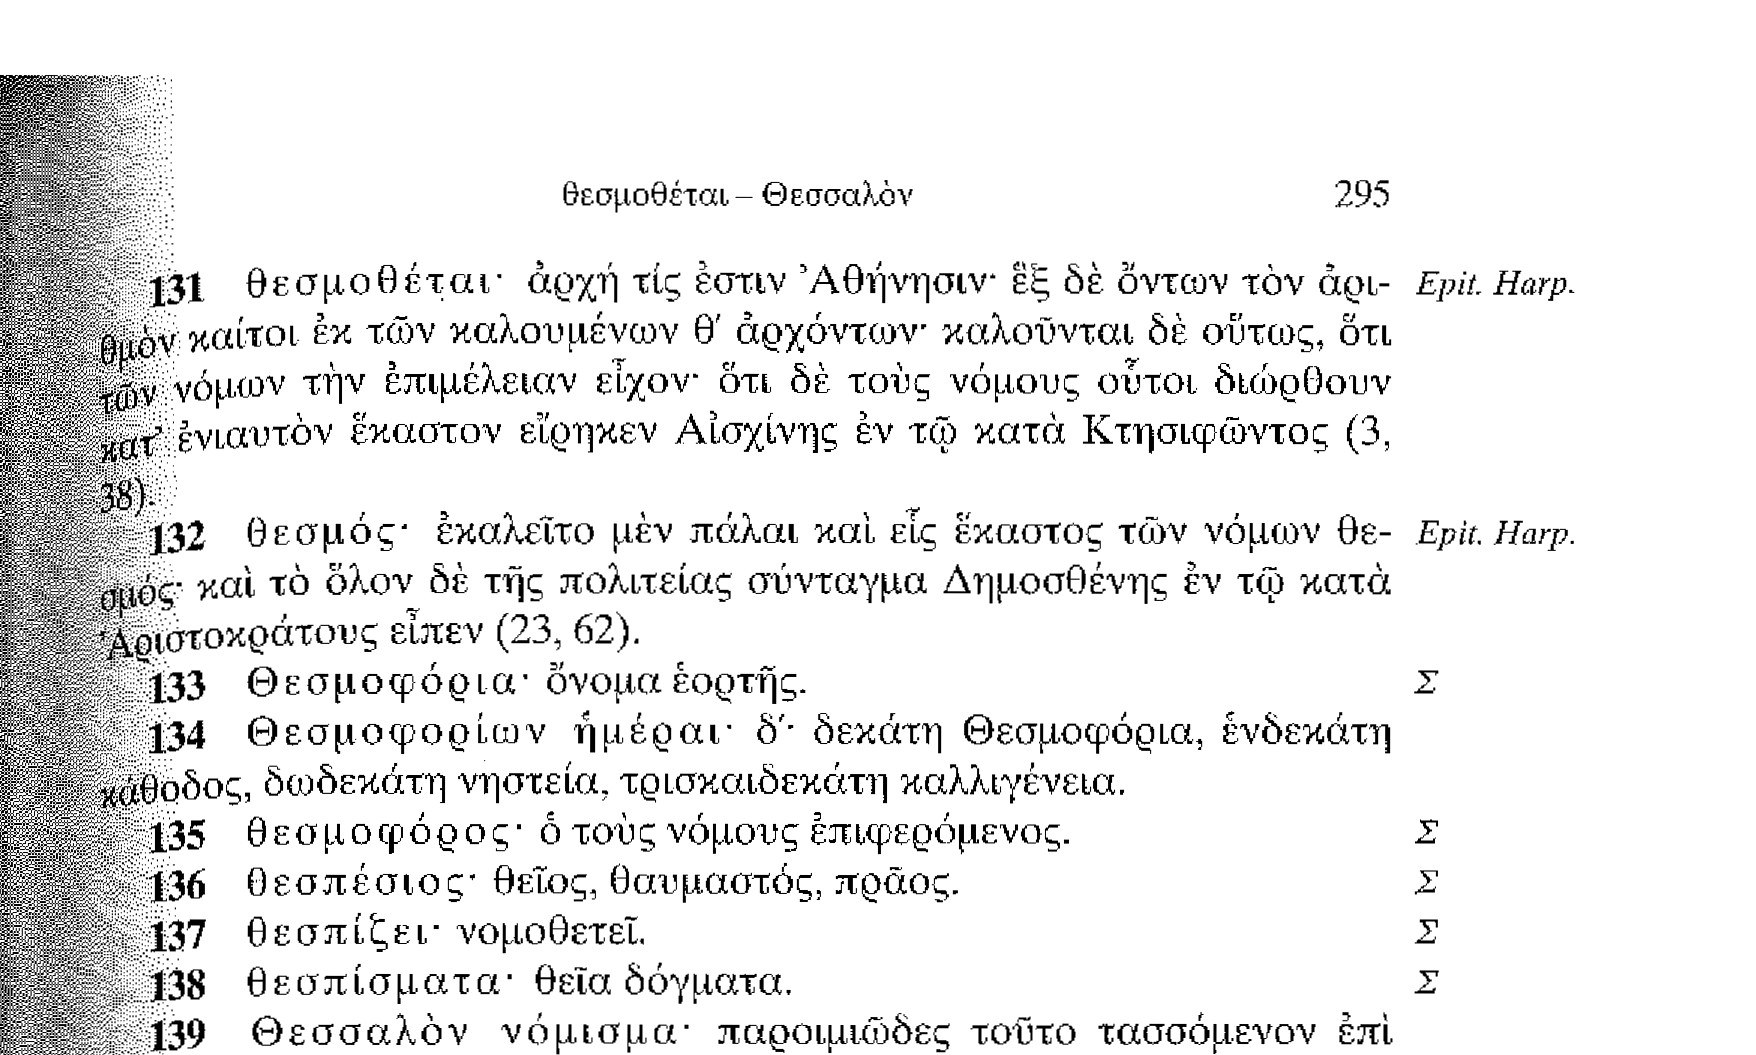 θεσμοθέται – Θεσσαλὸν 295
131 θεσμοθέται· ἀρχή τίς ἐστιν Ἀθήνησιν· ἓξ δὲ ὄντων τὸν ἀρι- Epit. Harp.
θμὸν καίτοι ἐκ τῶν καλουμένων θʹ ἀρχόντων· καλοῦνται δὲ οὕτως, ὅτι
τῶν νόμων τὴν ἐπιμέλειαν εἶχον· ὅτι δὲ τοὺς νόμους οὗτοι διώρθουν
κατ’ ἐνιαυτὸν ἕκαστον εἴρηκεν Αἰσχίνης ἐν τῷ κατὰ Κτησιφῶντος (3,
38).
132 θεσμός· ἐκαλεῖτο μὲν πάλαι καὶ εἷς ἕκαστος τῶν νόμων θε- Epit. Harp.
σμός· καὶ τὸ ὅλον δὲ τῆς πολιτείας σύνταγμα Δημοσθένης ἐν τῷ κατὰ
Ἀριστοκράτους εἶπεν (23, 62).
133 Θεσμοφόρια· ὄνομα ἑορτῆς. Σ
134 Θεσμοφορίων ἡμέραι· δʹ· δεκάτη Θεσμοφόρια, ἑνδεκάτη
κάθοδος, δωδεκάτη νηστεία, τρισκαιδεκάτη καλλιγένεια.
135 θεσμοφόρος· ὁ τοὺς νόμους ἐπιφερόμενος. Σ
136 θεσπέσιος· θεῖος, θαυμαστός, πρᾶος. Σ
137 θεσπίζει· νομοθετεῖ. Σ
138 θεσπίσματα· θεῖα δόγματα. Σ
139 Θεσσαλὸν νόμισμα· παροιμιῶδες τοῦτο τασσόμενον ἐπὶ